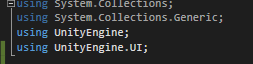 using System.Collections;
using System.Collections.Generic;
using UnityEngine;
using UnityEngine.UI;